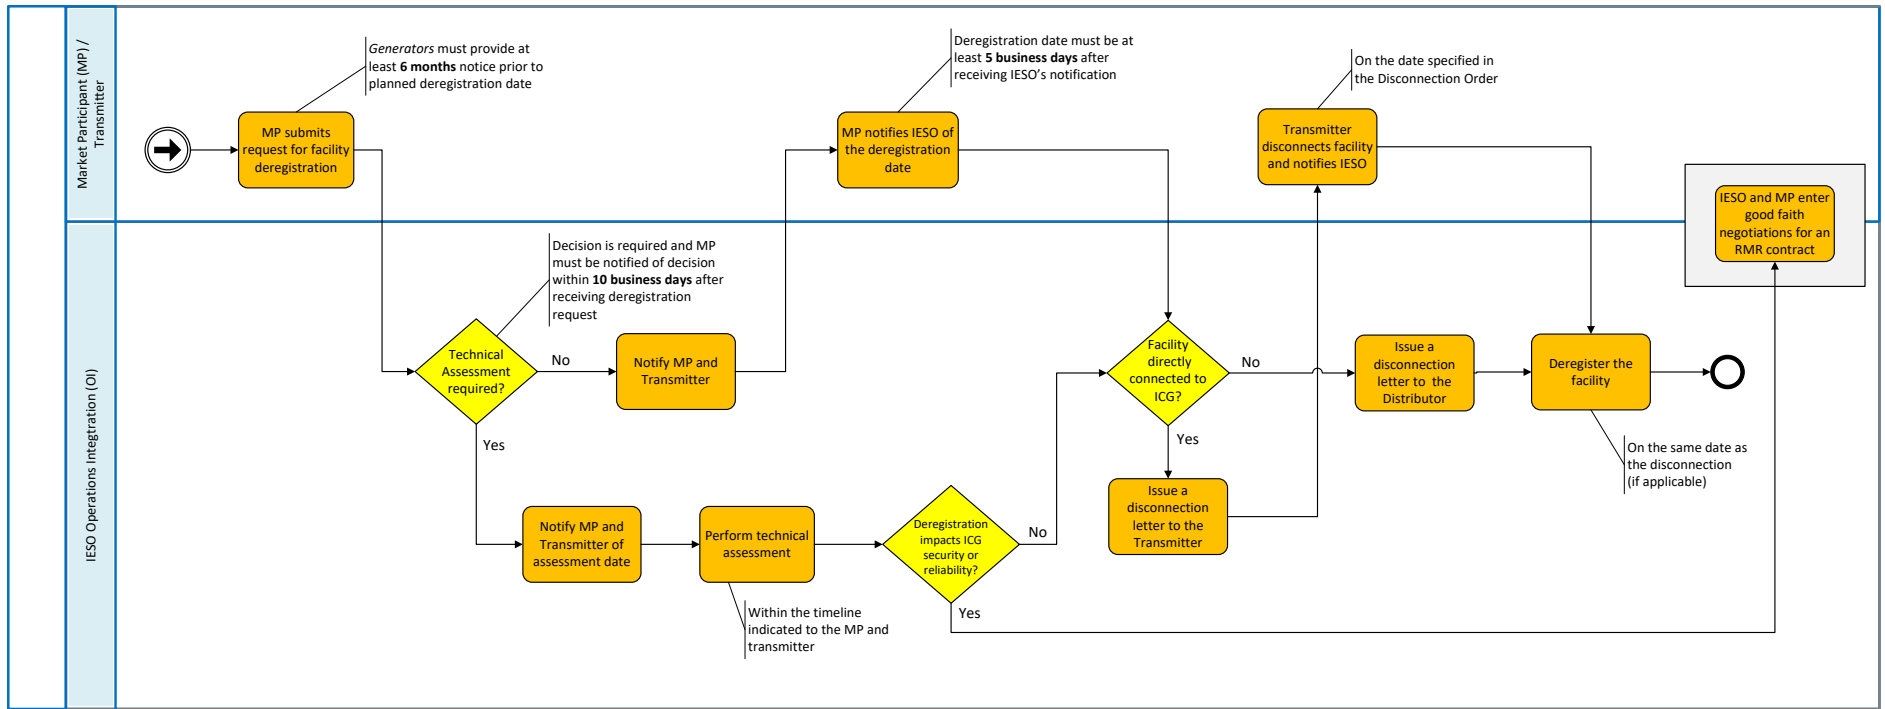 Market Participant (MP) /
Transmitter
Generators must provide at
least 6 months notice prior to
planned deregistration date
MP submits
request for facility
deregistration
Deregistration date must be at
least 5 business days after
receiving IESO's notification
MP notifies IESO of
the deregistration
date
On the date specified in
the Disconnection Order
Transmitter
disconnects facility
and notifies IESO
IESO and MP enter
good faith
negotiations for an
RMR contract
IESO Operations Integtration (OI)
Decision is required and MP
must be notified of decision
within 10 business days after
receiving deregistration
request
Technical
Assessment
required?
No
Notify MP and
Transmitter
Yes
Notify MP and
Transmitter of
assessment date
Perform technical
assessment
Within the timeline
indicated to the MP and
transmitter
Deregistration
impacts ICG
security or
reliability?
No
Yes
Facility
directly
connected to
ICG?
No
Yes
Issue a
disconnection
letter to the
Transmitter
Issue a
disconnection
letter to the
Distributor
Deregister the
facility
On the same date as
the disconnection
(if applicable)